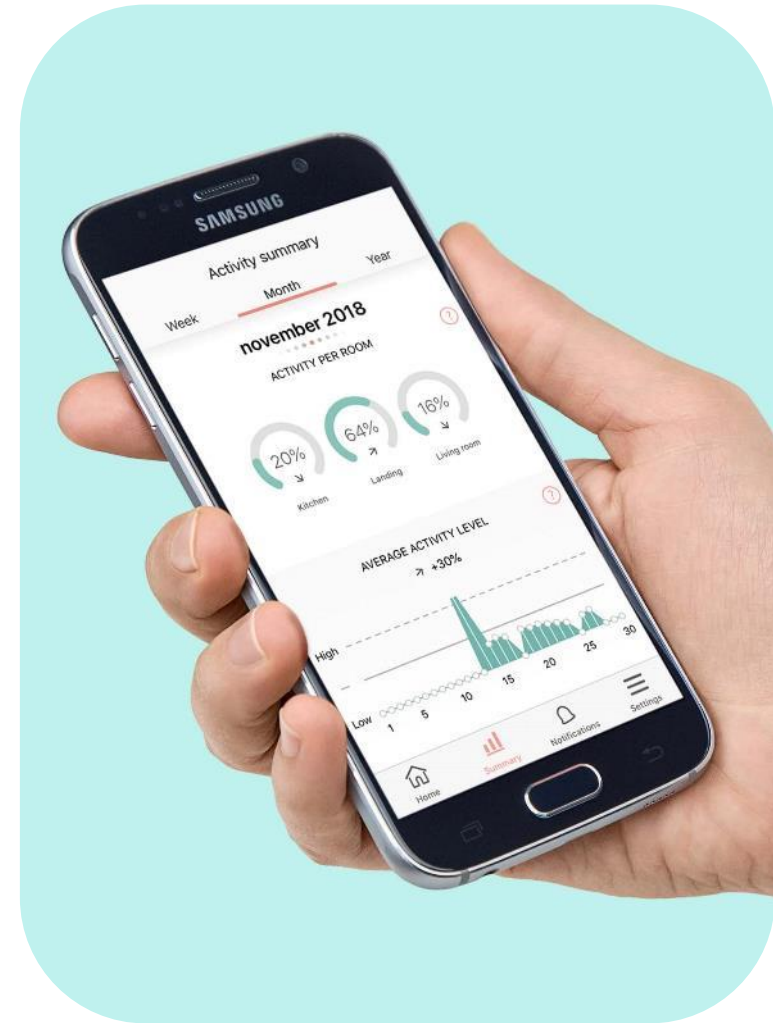 SAMSUNG
Activity summary
Week Month Year
november 2018
?
ACTIVITY PER ROOM
20% 64% 16%
Kitchen Landing Living room
?
AVERAGE ACTIVITY LEVEL
+30%
High
Low
1 5 10 15 20 25 30
Home Summary Notifications Settings